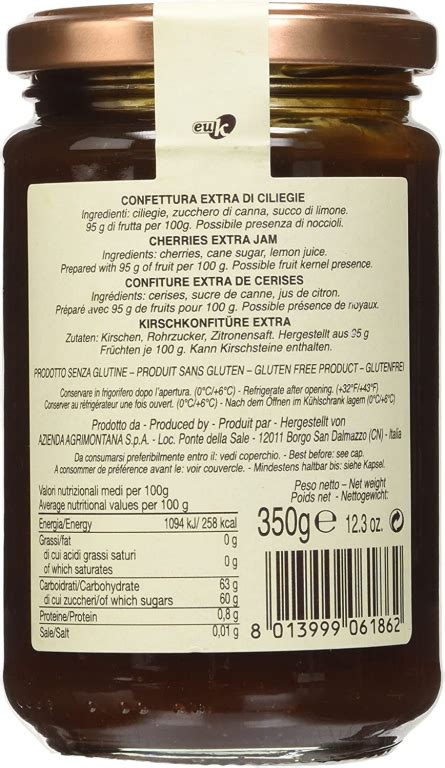 euk
CONFETTURA EXTRA DI CILIEGIE
Ingredienti: ciliegie, zucchero di canna, succo di limone.
95 g di frutta per 100g. Possibile presenza di noccioli.
CHERRIES EXTRA JAM
Ingredients: cherries, cane sugar, lemon juice.
Prepared with 95 g of fruit per 100 g. Possible fruit kernel presence.
CONFITURE EXTRA DE CERISES
Ingrédients: cerises, sucre de canne, jus de citron.
Préparé avec 95 g de fruits pour 100 g. Possible présence de noyaux.
KIRSCHKONFITÜRE EXTRA
Zutaten: Kirschen, Rohrzucker, Zitronensaft. Hergestellt aus 95 g
Früchten je 100 g. Kann Kirschsteine enthalten.
PRODOTTO SENZA GLUTINE – PRODUIT SANS GLUTEN – GLUTEN FREE PRODUCT – GLUTENFREI
Conservare in frigorifero dopo l'apertura. (0°C/+6°C) - Refrigerate after opening. (+32°F/+43°F)
Conserver au réfrigérateur une fois ouvert. (0°C/+6°C) - Nach dem Öffnen im Kühlschrank lagern (0°C/+6°C)
Prodotto da - Produced by - Produit par - Hergestellt von
AZIENDA AGRIMONTANA S.p.A. - Loc. Ponte della Sale - 12011 Borgo San Dalmazzo (CN) - Italia
Da consumarsi preferibilmente entro il: vedi coperchio. - Best before: see cap.
A consommer de préférence avant le: voir couvercle. - Mindestens haltbar bis: siehe Kapsel.
Valori nutrizionali medi per 100g
Average nutritional values per 100 g
Energia/Energy 1094 kJ/ 258 kcal
Grassi/fat 0 g
di cui acidi grassi saturi
of which saturates 0 g
Carboidrati/Carbohydrate 63 g
di cui zuccheri/of which sugars 60 g
Proteine/Protein 0,8 g
Sale/Salt 0,01 g
Peso netto – Net weight
Poids net - Nettogewicht:
350g e 12.3 oz.
8 013999 061862